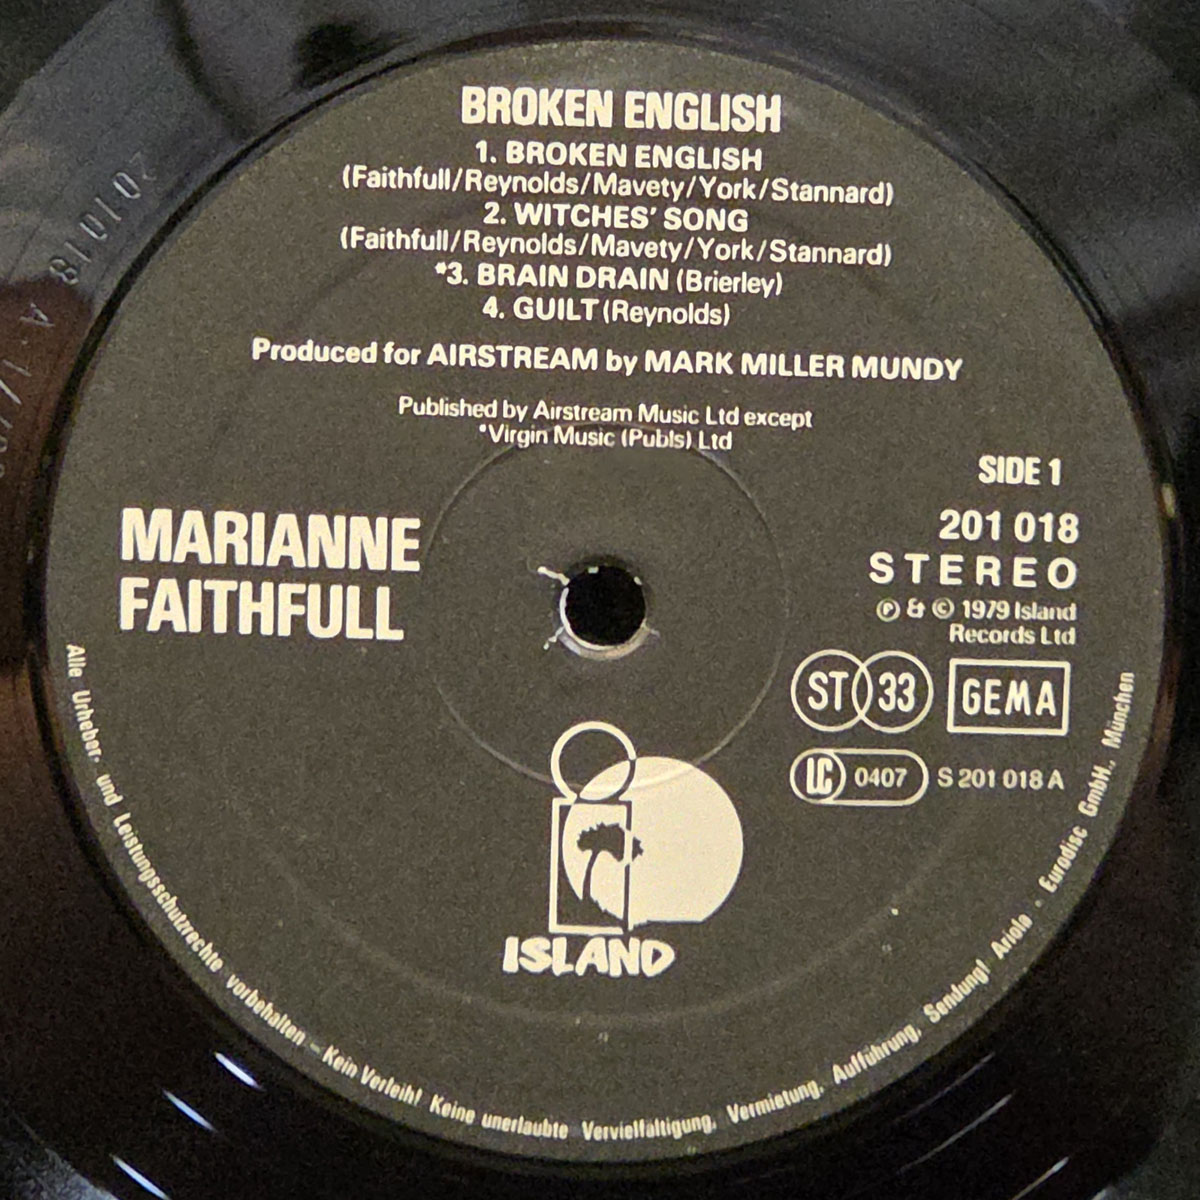 BROKEN ENGLISH
1. BROKEN ENGLISH
(Faithfull/Reynolds/Mavety/York/Stannard)
2. WITCHES' SONG
(Faithfull/Reynolds/Mavety/York/Stannard)
*3. BRAIN DRAIN (Brierley)
4. GUILT (Reynolds)
Produced for AIRSTREAM by MARK MILLER MUNDY
Published by Airstream Music Ltd except
*Virgin Music (Publs) Ltd
MARIANNE
FAITHFULL
SIDE 1
201 018
STEREO
℗ & © 1979 Island
Records Ltd
ST 33 GEMA
LC 0407 S 201 018 A
ISLAND
Alle Urheber- und Leistungsschutzrechte vorbehalten – Kein Verleih! Keine unerlaubte Vervielfältigung, Vermietung, Aufführung, Sendung! Ariola - Eurodisc GmbH., München
201018